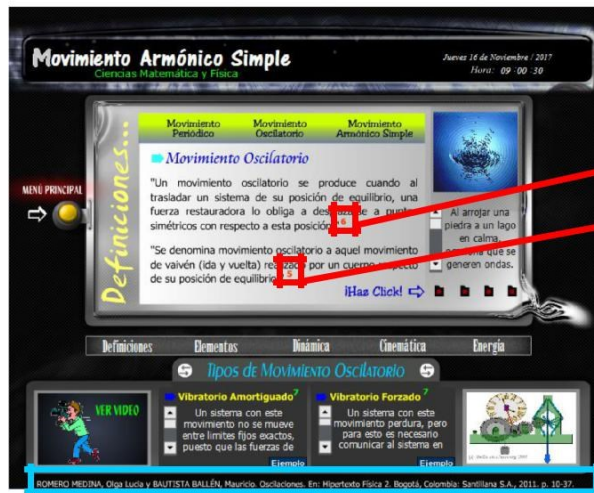 Movimiento Armónico Simple
Ciencias Matemática y Física
Jueves 16 de Noviembre / 2017
Hora: 09 : 00 : 30
MENÚ PRINCIPAL
Definiciones...
Movimiento Periódico
Movimiento Oscilatorio
Movimiento Armónico Simple
Movimiento Oscilatorio
"Un movimiento oscilatorio se produce cuando al
trasladar un sistema de su posición de equilibrio, una
fuerza restauradora lo obliga a a puntos
simétricos con respecto a esta posición 6
"Se denomina movimiento oscilatorio a aquel movimiento
de vaivén (ida y vuelta) realizado por un cuerpo respecto
de su posición de equilibrio 5
¡Haz Click!
Al arrojar una
piedra a un lago
en calma,
que se
generen ondas.
Definiciones Elementos Dinámica Cinemática Energía
Tipos de Movimiento Oscilatorio
VER VIDEO
Vibratorio Amortiguado 7
Un sistema con este
movimiento no se mueve
entre limites fijos exactos,
puesto que las fuerzas de
Ejemplo
Vibratorio Forzado 7
Un sistema con este
movimiento perdura, pero
para esto es necesario
comunicar al sistema en
Ejemplo
ROMERO MEDINA, Olga Lucía y BAUTISTA BALLÉN, Mauricio. Oscilaciones. En: Hipertexto Física 2. Bogotá, Colombia: Santillana S.A., 2011. p. 10-37.